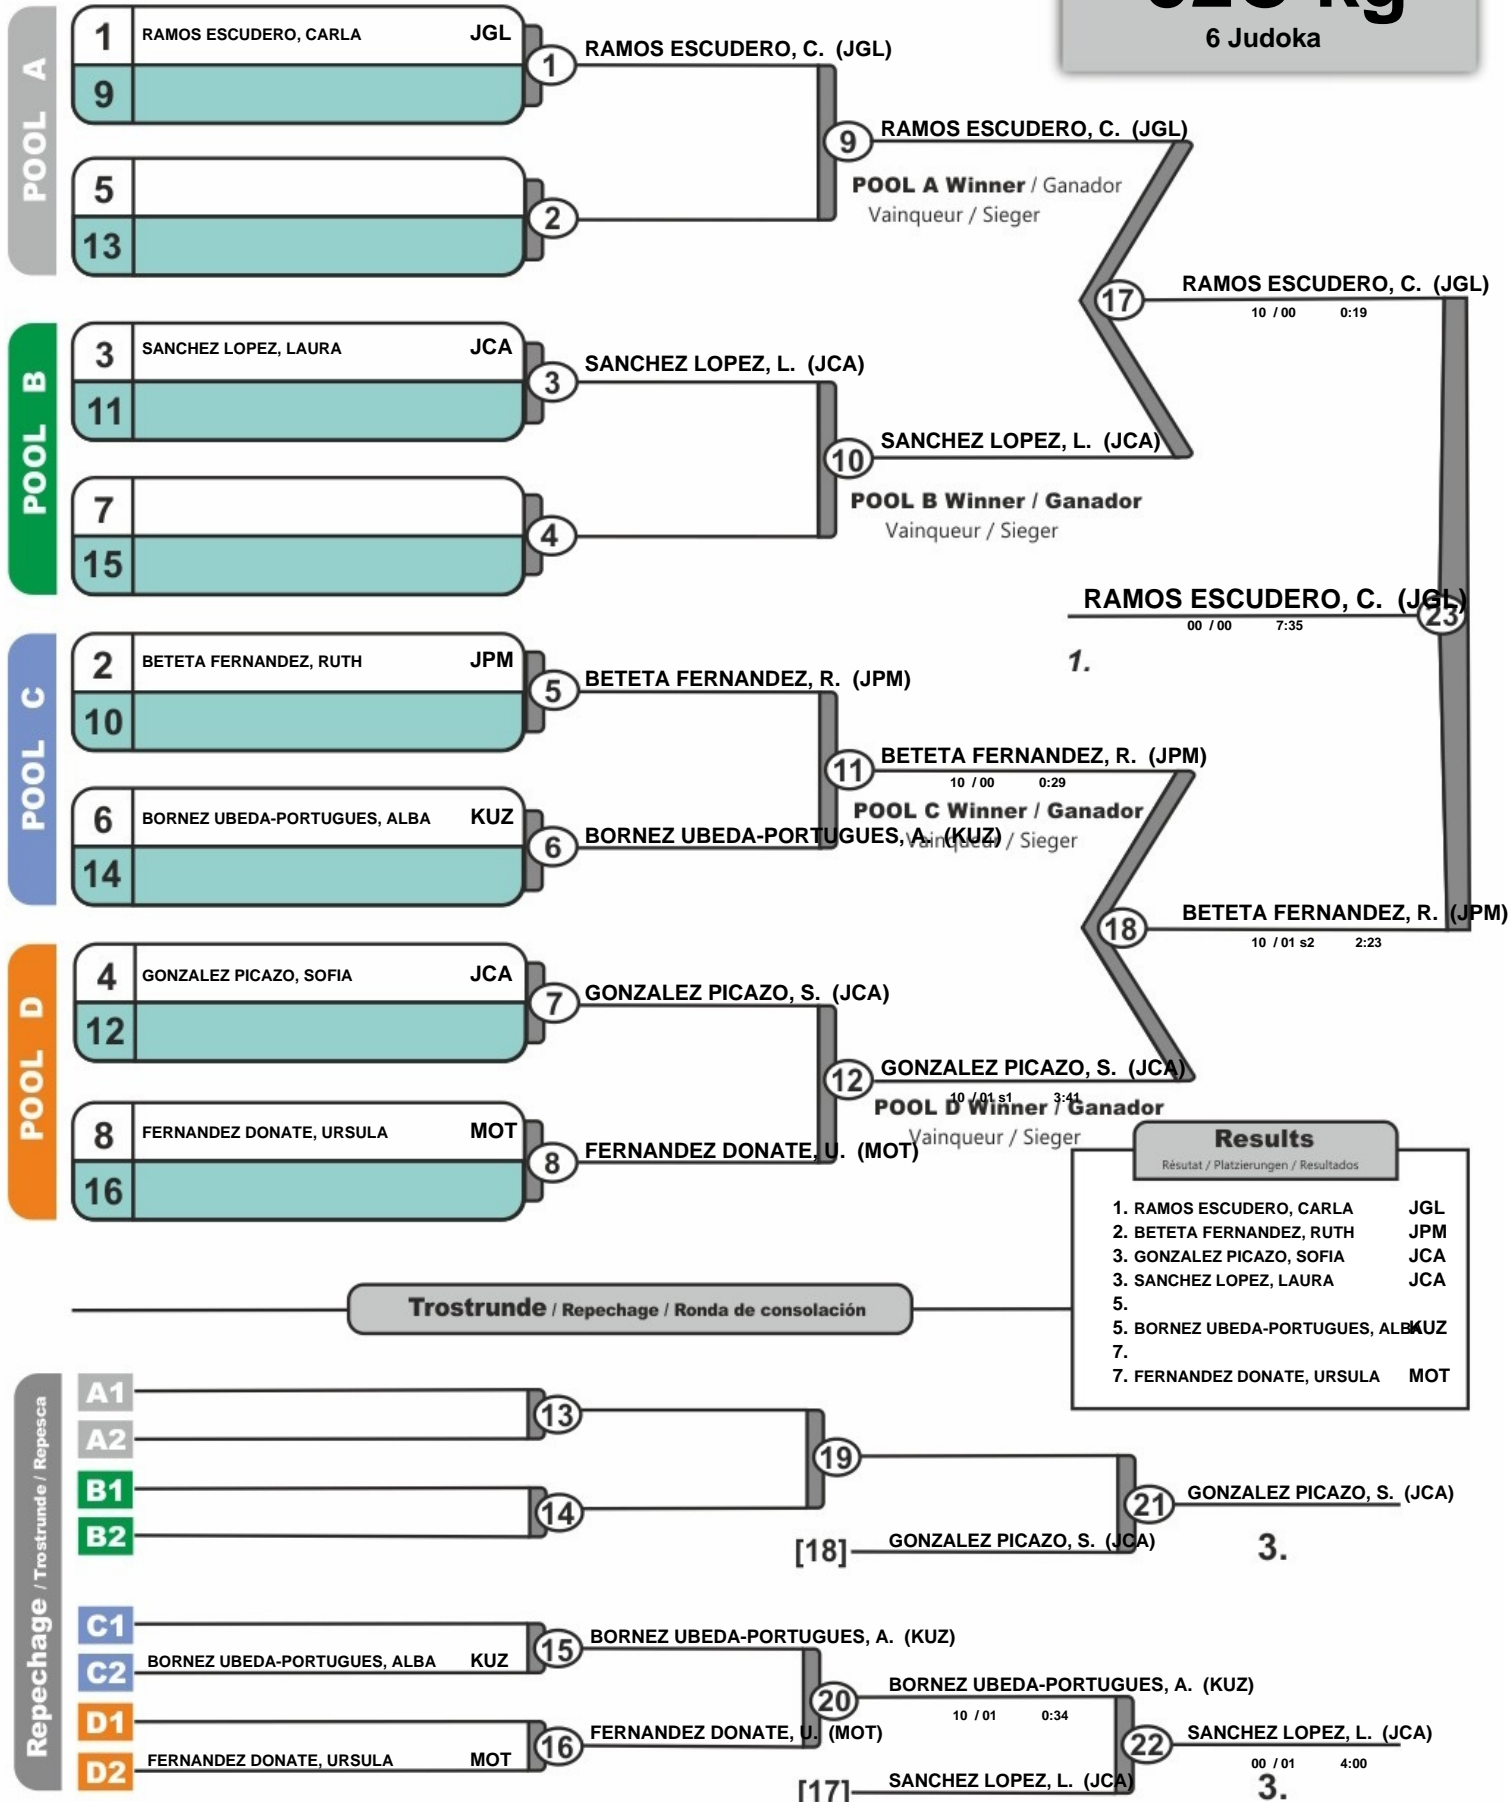 6 Judoka
POOL A
1 RAMOS ESCUDERO, CARLA JGL
9
5
13
1 RAMOS ESCUDERO, C. (JGL)
2
9 RAMOS ESCUDERO, C. (JGL)
POOL A Winner / Ganador
Vainqueur / Sieger
17 RAMOS ESCUDERO, C. (JGL)
10 / 00 0:19
POOL B
3 SANCHEZ LOPEZ, LAURA JCA
11
7
15
3 SANCHEZ LOPEZ, L. (JCA)
4
10 SANCHEZ LOPEZ, L. (JCA)
POOL B Winner / Ganador
Vainqueur / Sieger
RAMOS ESCUDERO, C. (JGL) 23
00 / 00 7:35
1.
POOL C
2 BETETA FERNANDEZ, RUTH JPM
10
6 BORNEZ UBEDA-PORTUGUES, ALBA KUZ
14
5 BETETA FERNANDEZ, R. (JPM)
6 BORNEZ UBEDA-PORTUGUES, A. (KUZ)
11 BETETA FERNANDEZ, R. (JPM)
10 / 00 0:29
POOL C Winner / Ganador
Vainqueur / Sieger
18 BETETA FERNANDEZ, R. (JPM)
10 / 01 s2 2:23
POOL D
4 GONZALEZ PICAZO, SOFIA JCA
12
8 FERNANDEZ DONATE, URSULA MOT
16
7 GONZALEZ PICAZO, S. (JCA)
8 FERNANDEZ DONATE, U. (MOT)
12 GONZALEZ PICAZO, S. (JCA)
10 / 01 s1 3:41
POOL D Winner / Ganador
Vainqueur / Sieger
Results
Résutat / Platzierungen / Resultados
1. RAMOS ESCUDERO, CARLA JGL
2. BETETA FERNANDEZ, RUTH JPM
3. GONZALEZ PICAZO, SOFIA JCA
3. SANCHEZ LOPEZ, LAURA JCA
5.
5. BORNEZ UBEDA-PORTUGUES, ALBA KUZ
7.
7. FERNANDEZ DONATE, URSULA MOT
Trostrunde / Repechage / Ronda de consolación
Repechage / Trostrunde / Repesca
A1
A2
13
B1
B2
14
19
[18] GONZALEZ PICAZO, S. (JCA)
21 GONZALEZ PICAZO, S. (JCA)
3.
C1
C2 BORNEZ UBEDA-PORTUGUES, ALBA KUZ
15 BORNEZ UBEDA-PORTUGUES, A. (KUZ)
D1
D2 FERNANDEZ DONATE, URSULA MOT
16 FERNANDEZ DONATE, U. (MOT)
20 BORNEZ UBEDA-PORTUGUES, A. (KUZ)
10 / 01 0:34
[17] SANCHEZ LOPEZ, L. (JCA)
22 SANCHEZ LOPEZ, L. (JCA)
00 / 01 4:00
3.